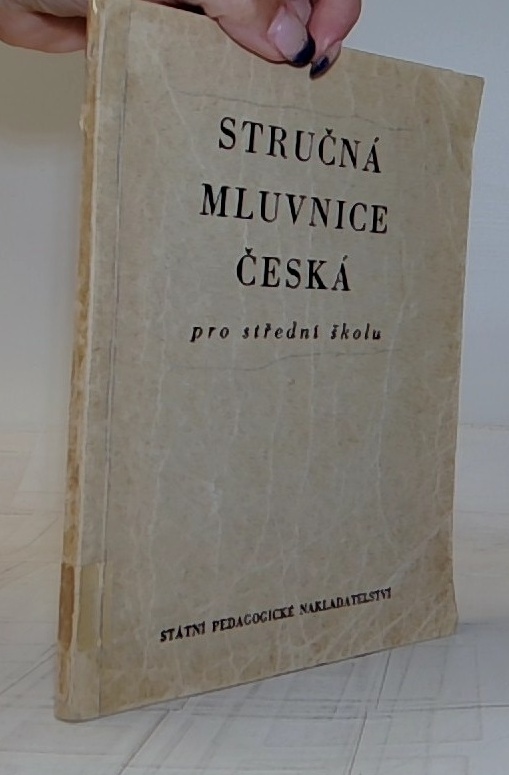 STRUČNÁ
MLUVNICE
ČESKÁ
pro střední školu
STÁTNÍ PEDAGOGICKÉ NAKLADATELSTVÍ